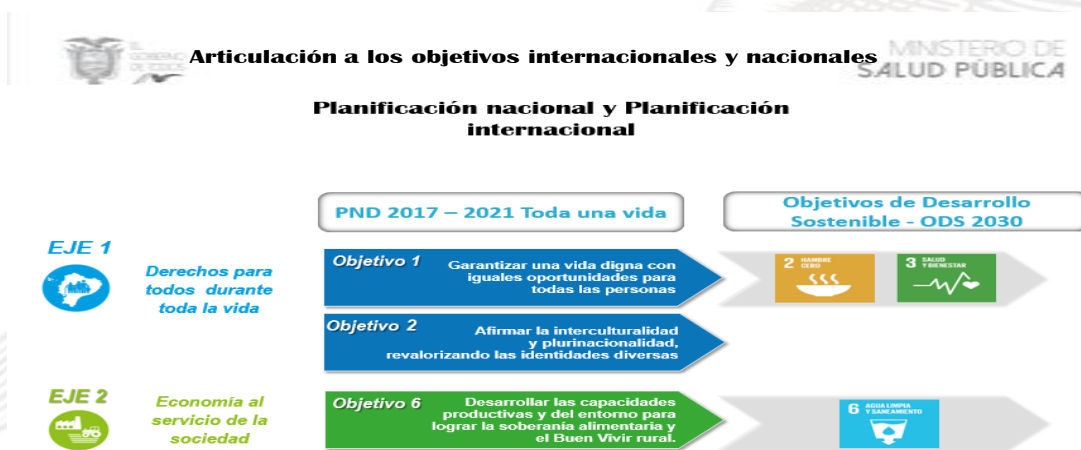 EL
GOBIERNO
DE TODOS
Articulación a los objetivos internacionales y nacionales
MINISTERIO DE
SALUD PÚBLICA
Planificación nacional y Planificación
internacional
PND 2017 – 2021 Toda una vida
Objetivos de Desarrollo
Sostenible - ODS 2030
EJE 1
Derechos para
todos durante
toda la vida
Objetivo 1
Garantizar una vida digna con
iguales oportunidades para
todas las personas
2 HAMBRE
CERO
3 SALUD
Y BIENESTAR
Objetivo 2
Afirmar la interculturalidad
y plurinacionalidad,
revalorizando las identidades diversas
EJE 2
Economía al
servicio de la
sociedad
Objetivo 6
Desarrollar las capacidades
productivas y del entorno para
lograr la soberanía alimentaria y
el Buen Vivir rural.
6 AGUA LIMPIA
Y SANEAMIENTO